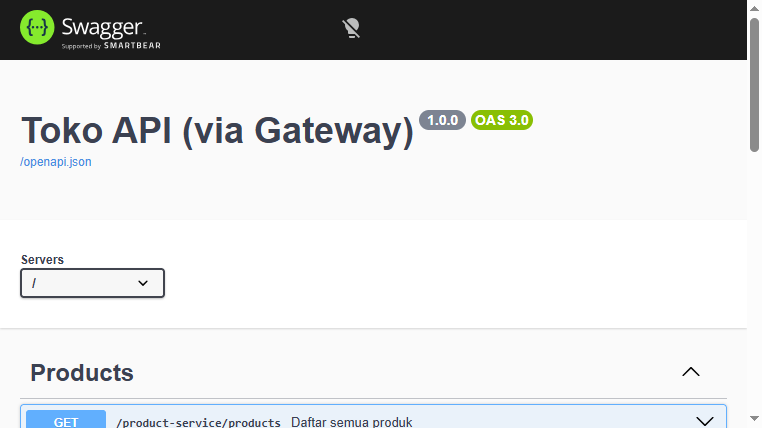 Swagger
Supported by SMARTBEAR
Toko API (via Gateway) 1.0.0 OAS 3.0
/openapi.json
Servers
/
Products
GET /product-service/products Daftar semua produk